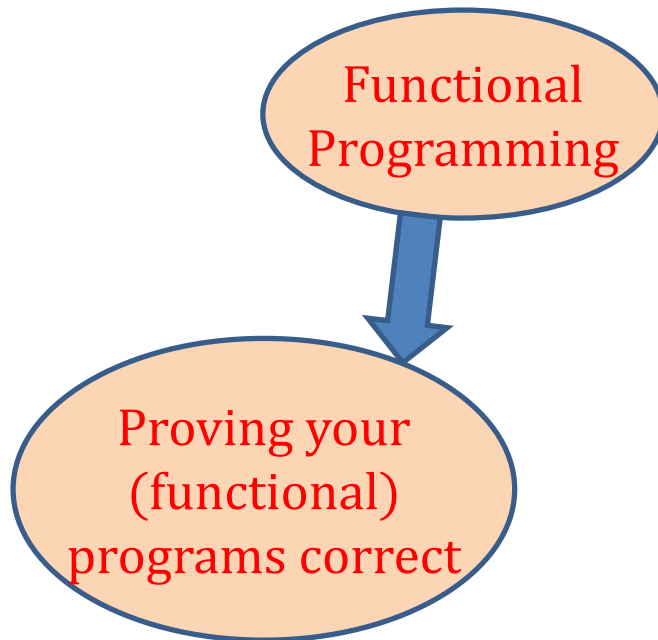 Functional
Programming
Proving your
(functional)
programs correct